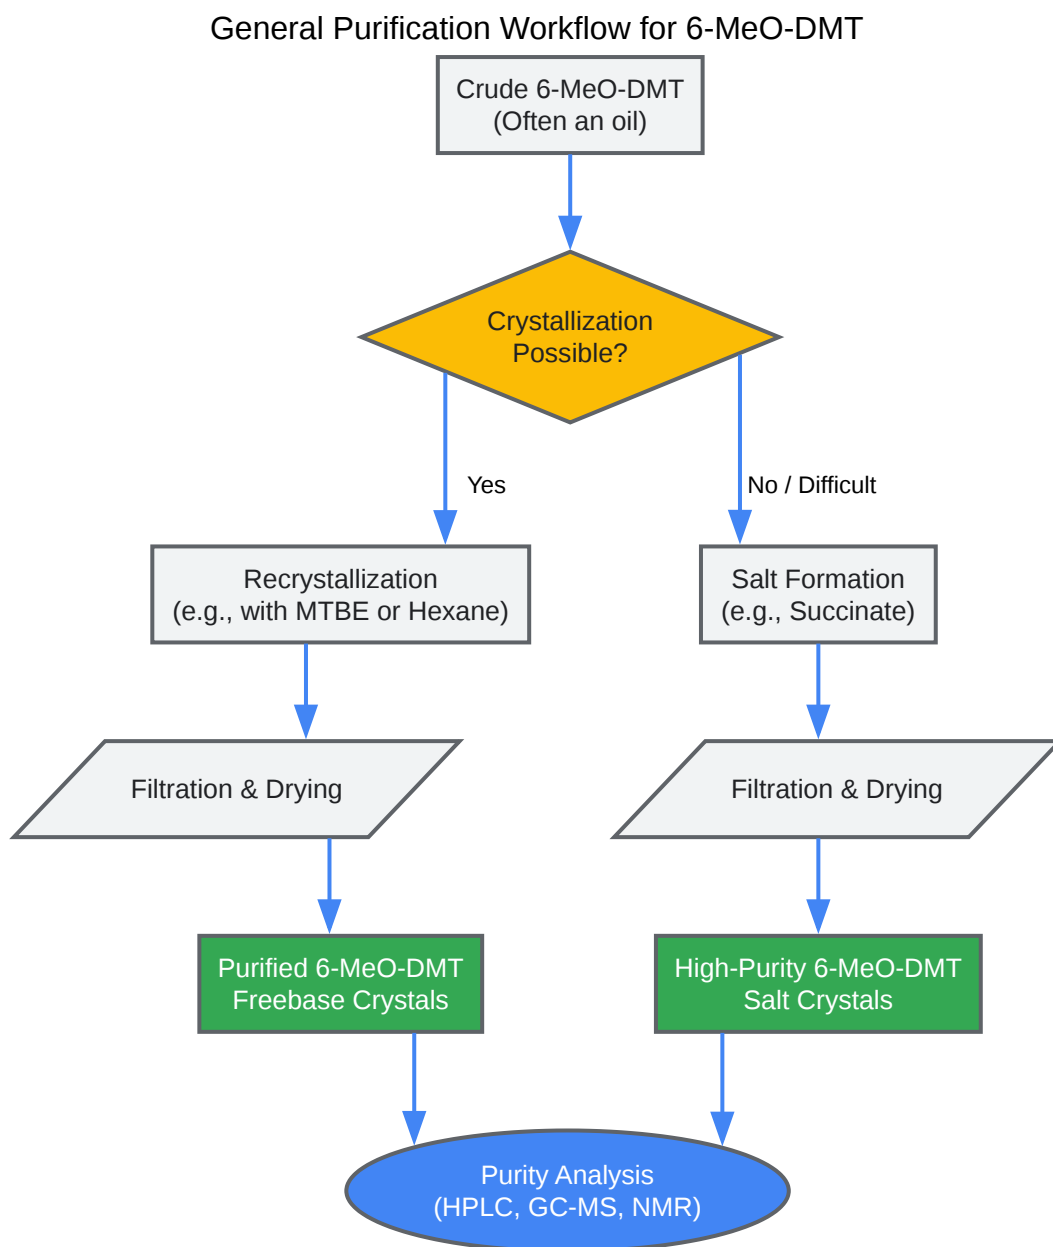 General Purification Workflow for 6-MeO-DMT
Crude 6-MeO-DMT
(Often an oil)
Crystallization
Possible?
Yes
No / Difficult
Recrystallization
(e.g., with MTBE or Hexane)
Salt Formation
(e.g., Succinate)
Filtration & Drying
Filtration & Drying
Purified 6-MeO-DMT
Freebase Crystals
High-Purity 6-MeO-DMT
Salt Crystals
Purity Analysis
(HPLC, GC-MS, NMR)